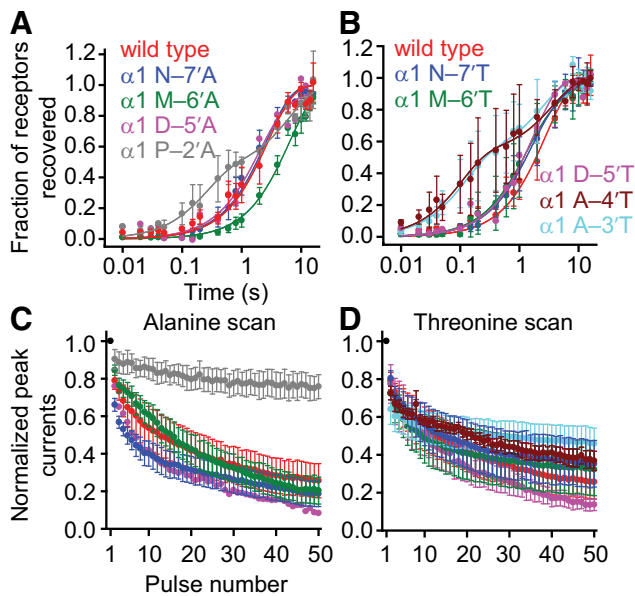 A
B
wild type
α1 N–7′A
α1 M–6′A
α1 D–5′A
α1 P–2′A
wild type
α1 N–7′T
α1 M–6′T
α1 D–5′T
α1 A–4′T
α1 A–3′T
Fraction of receptors
recovered
1.2
1.0
0.8
0.6
0.4
0.2
0.0
0.01 0.1 1 10
1.2
1.0
0.8
0.6
0.4
0.2
0.0
0.01 0.1 1 10
Time (s)
C
Alanine scan
D
Threonine scan
Normalized peak
currents
1.0
0.8
0.6
0.4
0.2
0.0
1 10 20 30 40 50
1.0
0.8
0.6
0.4
0.2
0.0
1 10 20 30 40 50
Pulse number